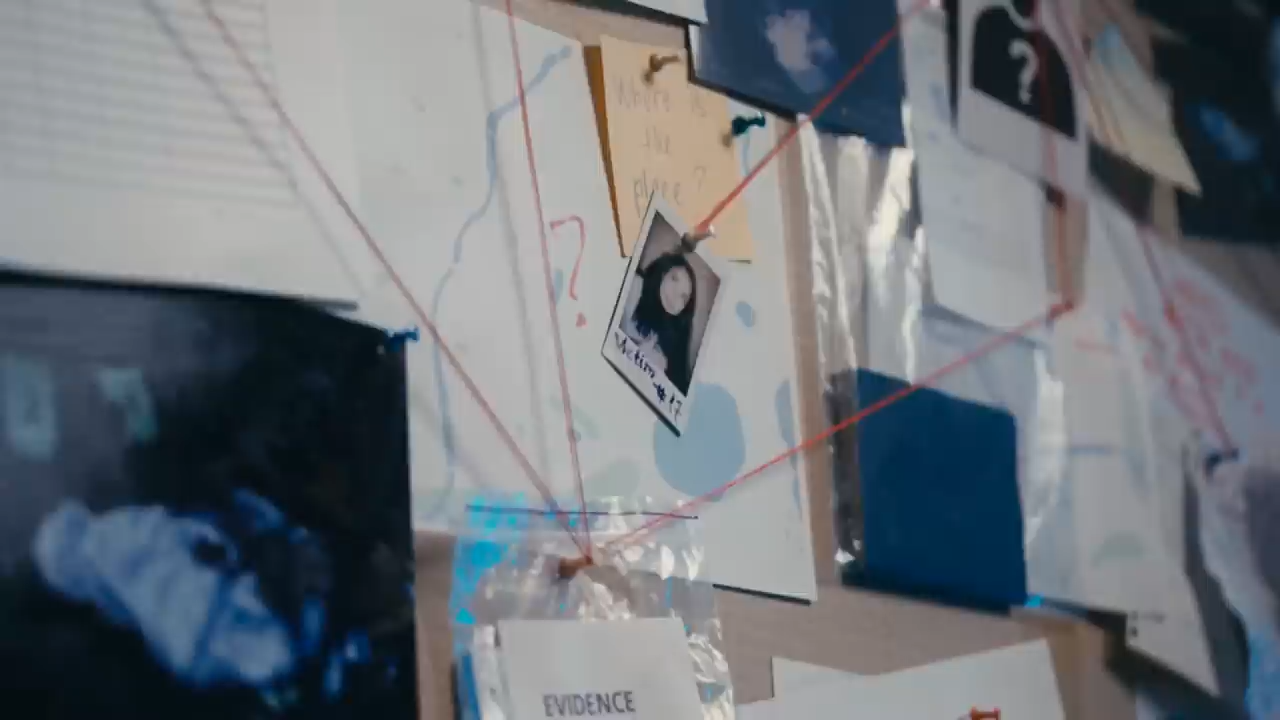 ?
Where is
the
place?
?
Victim #17
EVIDENCE